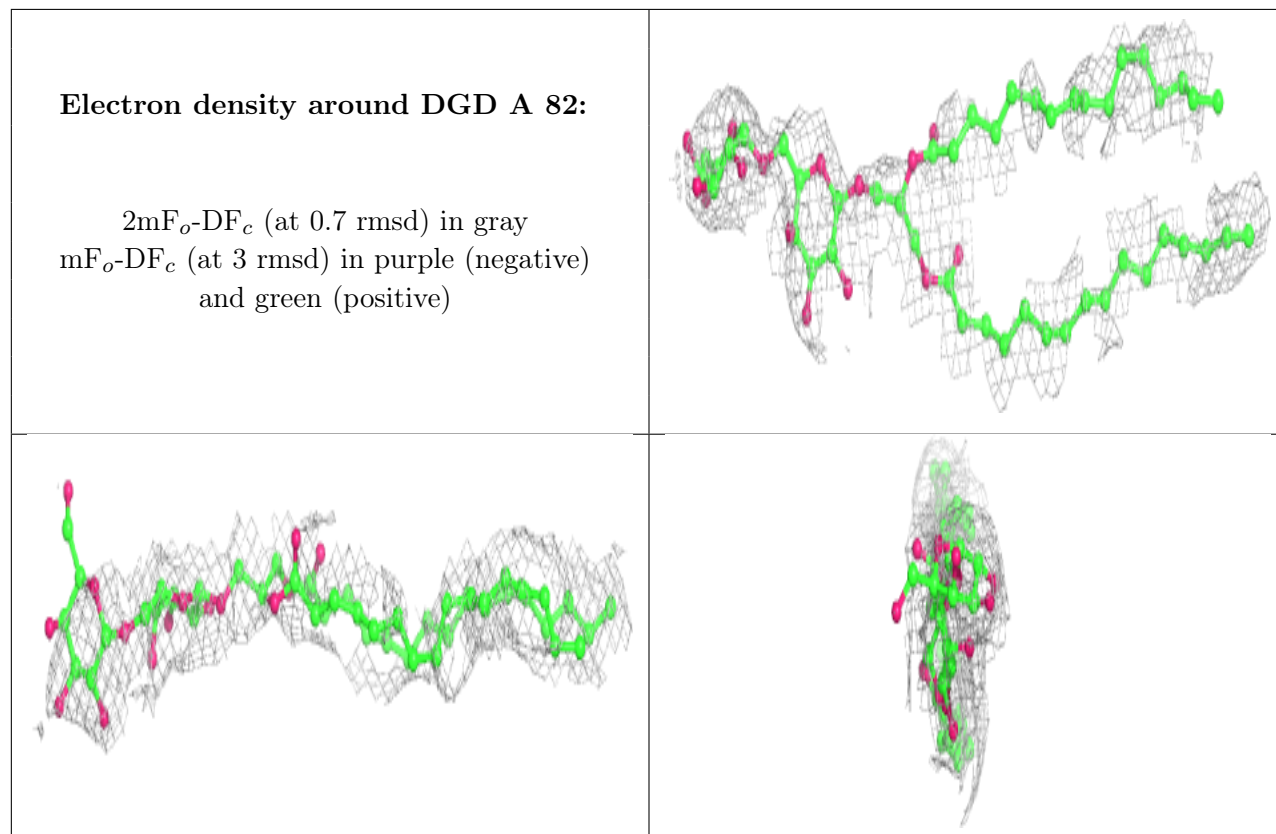 Electron density around DGD A 82:
2mFo-DFc (at 0.7 rmsd) in gray
mFo-DFc (at 3 rmsd) in purple (negative)
and green (positive)